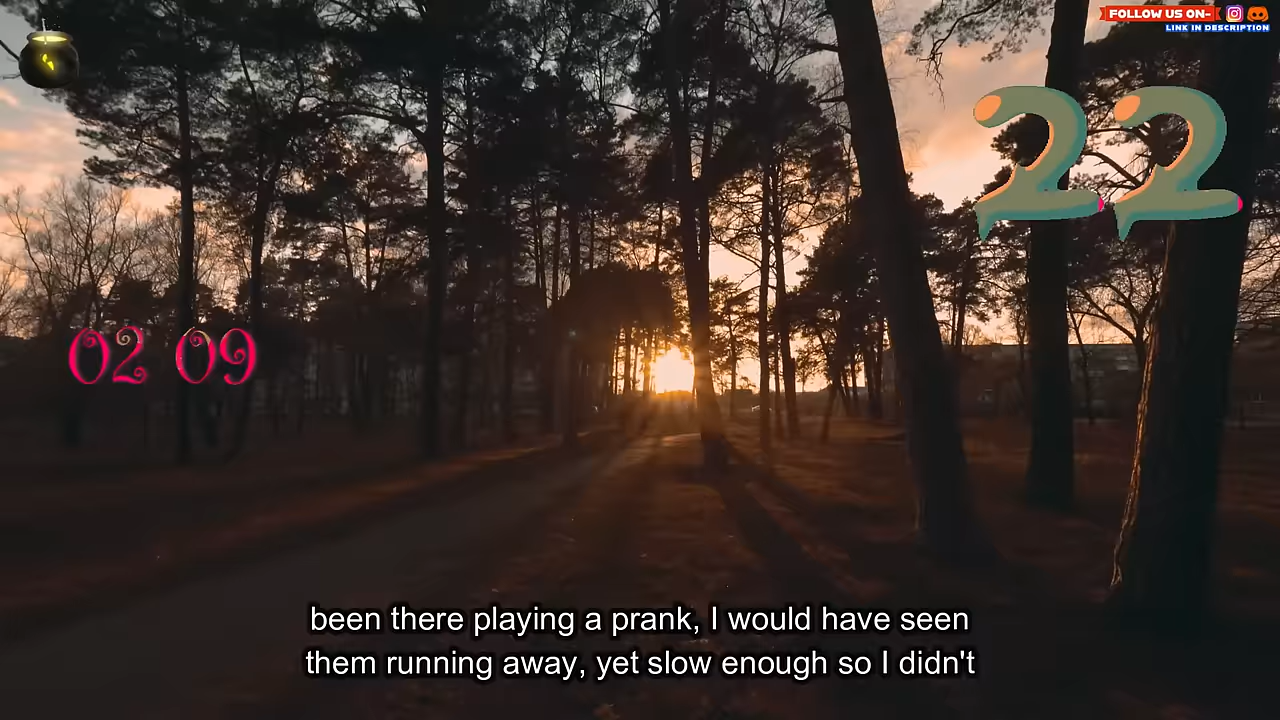 FOLLOW US ON-
LINK IN DESCRIPTION
22
02 09
been there playing a prank, I would have seen
them running away, yet slow enough so I didn't